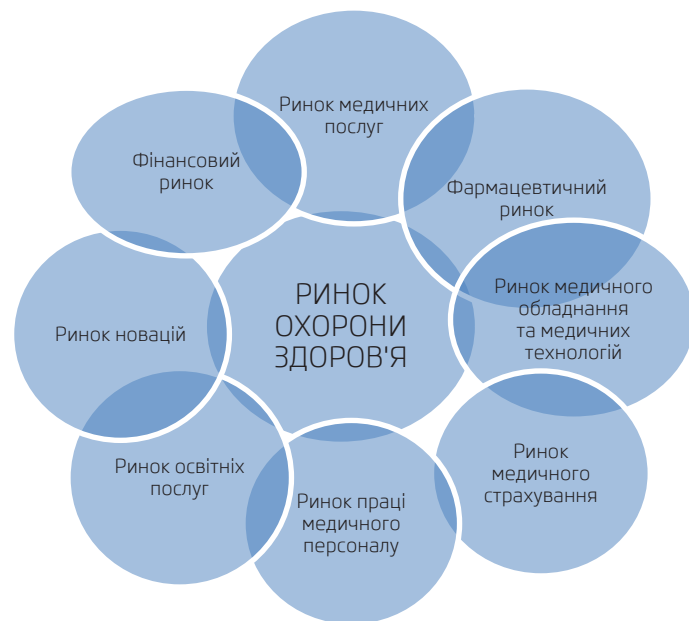 Ринок медичних
послуг
Фінансовий
ринок
Фармацевтичний
ринок
РИНОК
ОХОРОНИ
ЗДОРОВ'Я
Ринок медичного
обладнання
та медичних
технологій
Ринок новацій
Ринок
медичного
страхування
Ринок освітніх
послуг
Ринок праці
медичного
персоналу